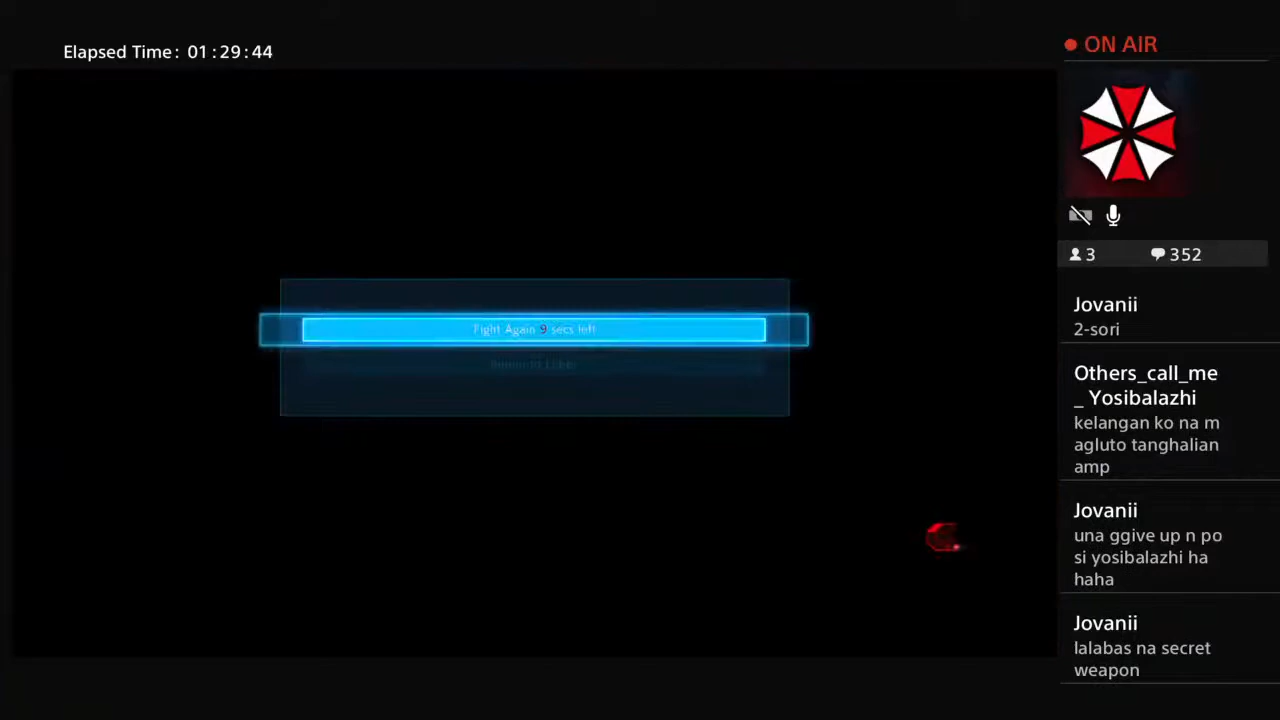 Elapsed Time: 01:29:44
ON AIR
3
352
Fight Again 9 secs left
Jovanii
2-sori
Others_call_me
_ Yosibalazhi
kelangan ko na m
agluto tanghalian
amp
Jovanii
una ggive up n po
si yosibalazhi ha
haha
Jovanii
lalabas na secret
weapon